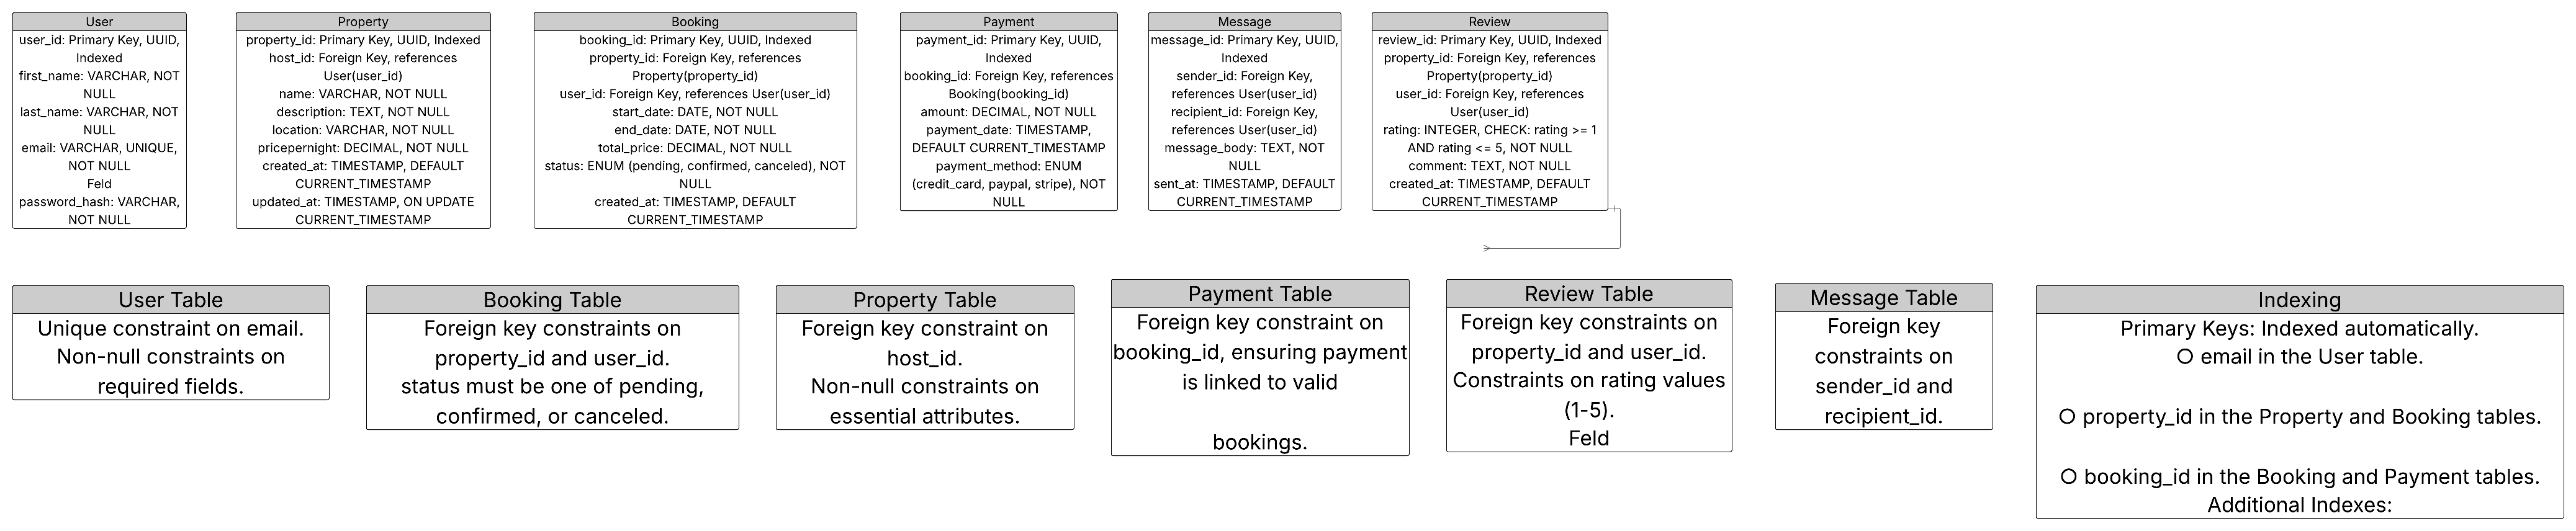 User
user_id: Primary Key, UUID,
Indexed
first_name: VARCHAR, NOT
NULL
last_name: VARCHAR, NOT
NULL
email: VARCHAR, UNIQUE,
NOT NULL
Feld
password_hash: VARCHAR,
NOT NULL
Property
property_id: Primary Key, UUID, Indexed
host_id: Foreign Key, references
User(user_id)
name: VARCHAR, NOT NULL
description: TEXT, NOT NULL
location: VARCHAR, NOT NULL
pricepernight: DECIMAL, NOT NULL
created_at: TIMESTAMP, DEFAULT
CURRENT_TIMESTAMP
updated_at: TIMESTAMP, ON UPDATE
CURRENT_TIMESTAMP
Booking
booking_id: Primary Key, UUID, Indexed
property_id: Foreign Key, references
Property(property_id)
user_id: Foreign Key, references User(user_id)
start_date: DATE, NOT NULL
end_date: DATE, NOT NULL
total_price: DECIMAL, NOT NULL
status: ENUM (pending, confirmed, canceled), NOT
NULL
created_at: TIMESTAMP, DEFAULT
CURRENT_TIMESTAMP
Payment
payment_id: Primary Key, UUID,
Indexed
booking_id: Foreign Key, references
Booking(booking_id)
amount: DECIMAL, NOT NULL
payment_date: TIMESTAMP,
DEFAULT CURRENT_TIMESTAMP
payment_method: ENUM
(credit_card, paypal, stripe), NOT
NULL
Message
message_id: Primary Key, UUID,
Indexed
sender_id: Foreign Key,
references User(user_id)
recipient_id: Foreign Key,
references User(user_id)
message_body: TEXT, NOT
NULL
sent_at: TIMESTAMP, DEFAULT
CURRENT_TIMESTAMP
Review
review_id: Primary Key, UUID, Indexed
property_id: Foreign Key, references
Property(property_id)
user_id: Foreign Key, references
User(user_id)
rating: INTEGER, CHECK: rating >= 1
AND rating <= 5, NOT NULL
comment: TEXT, NOT NULL
created_at: TIMESTAMP, DEFAULT
CURRENT_TIMESTAMP
User Table
Unique constraint on email.
Non-null constraints on
required fields.
Booking Table
Foreign key constraints on
property_id and user_id.
status must be one of pending,
confirmed, or canceled.
Property Table
Foreign key constraint on
host_id.
Non-null constraints on
essential attributes.
Payment Table
Foreign key constraint on
booking_id, ensuring payment
is linked to valid
bookings.
Review Table
Foreign key constraints on
property_id and user_id.
Constraints on rating values
(1-5).
Feld
Message Table
Foreign key
constraints on
sender_id and
recipient_id.
Indexing
Primary Keys: Indexed automatically.
○ email in the User table.
○ property_id in the Property and Booking tables.
○ booking_id in the Booking and Payment tables.
Additional Indexes: